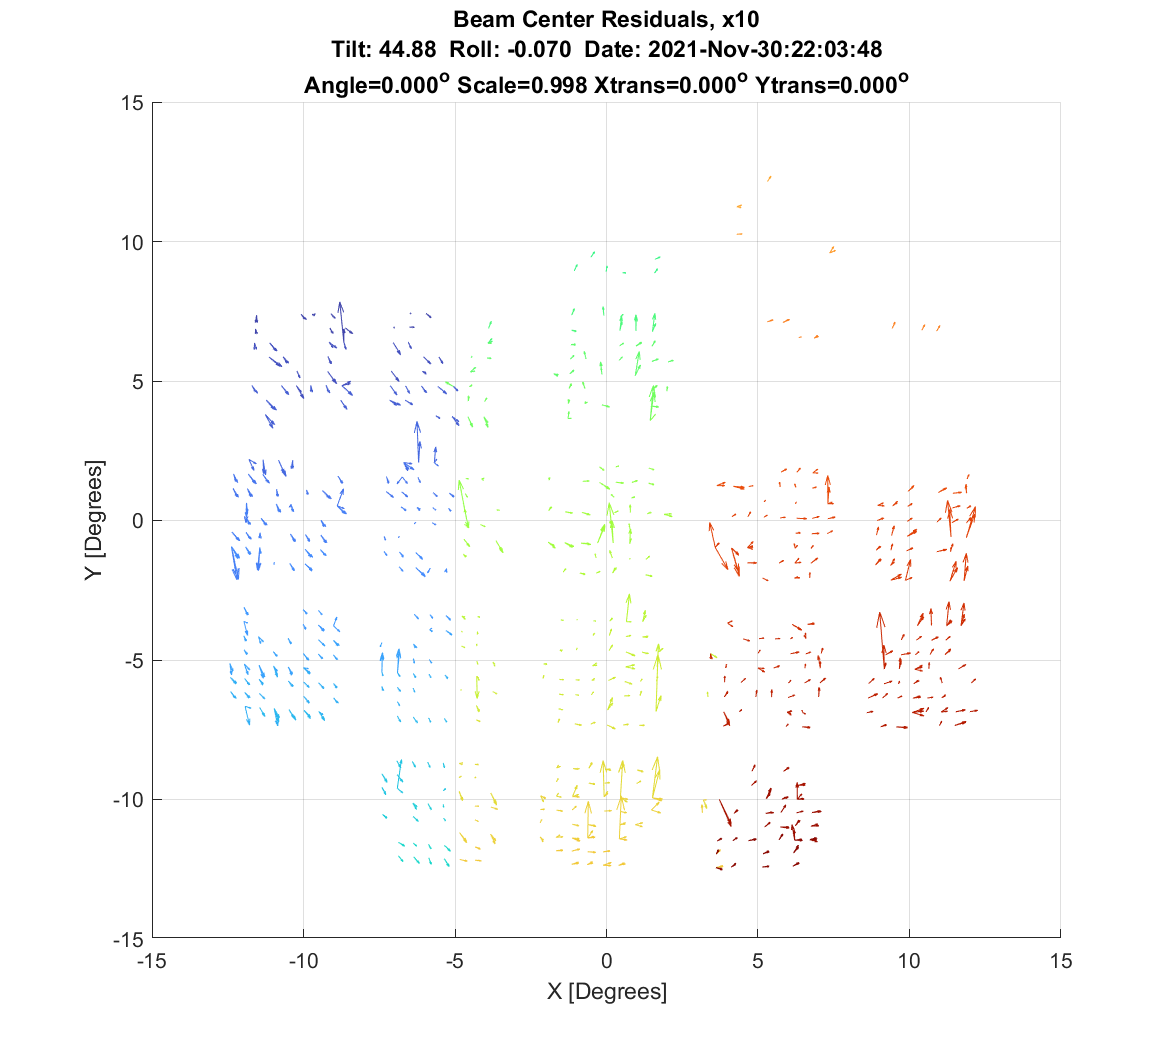 Beam Center Residuals, x10
Tilt: 44.88  Roll: -0.070  Date: 2021-Nov-30:22:03:48
Angle=0.000° Scale=0.998 Xtrans=0.000° Ytrans=0.000°
15
10
5
0
-5
-10
-15
Y [Degrees]
-15 -10 -5 0 5 10 15
X [Degrees]